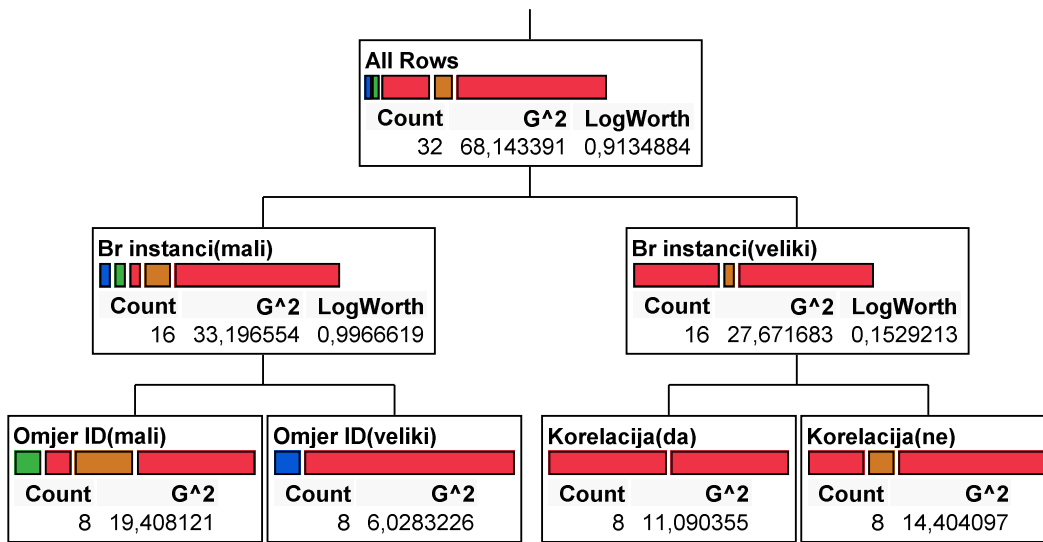 All Rows
Count G^2 LogWorth
32 68,143391 0,9134884
Br instanci(mali)
Count G^2 LogWorth
16 33,196554 0,9966619
Br instanci(veliki)
Count G^2 LogWorth
16 27,671683 0,1529213
Omjer ID(mali)
Count G^2
8 19,408121
Omjer ID(veliki)
Count G^2
8 6,0283226
Korelacija(da)
Count G^2
8 11,090355
Korelacija(ne)
Count G^2
8 14,404097